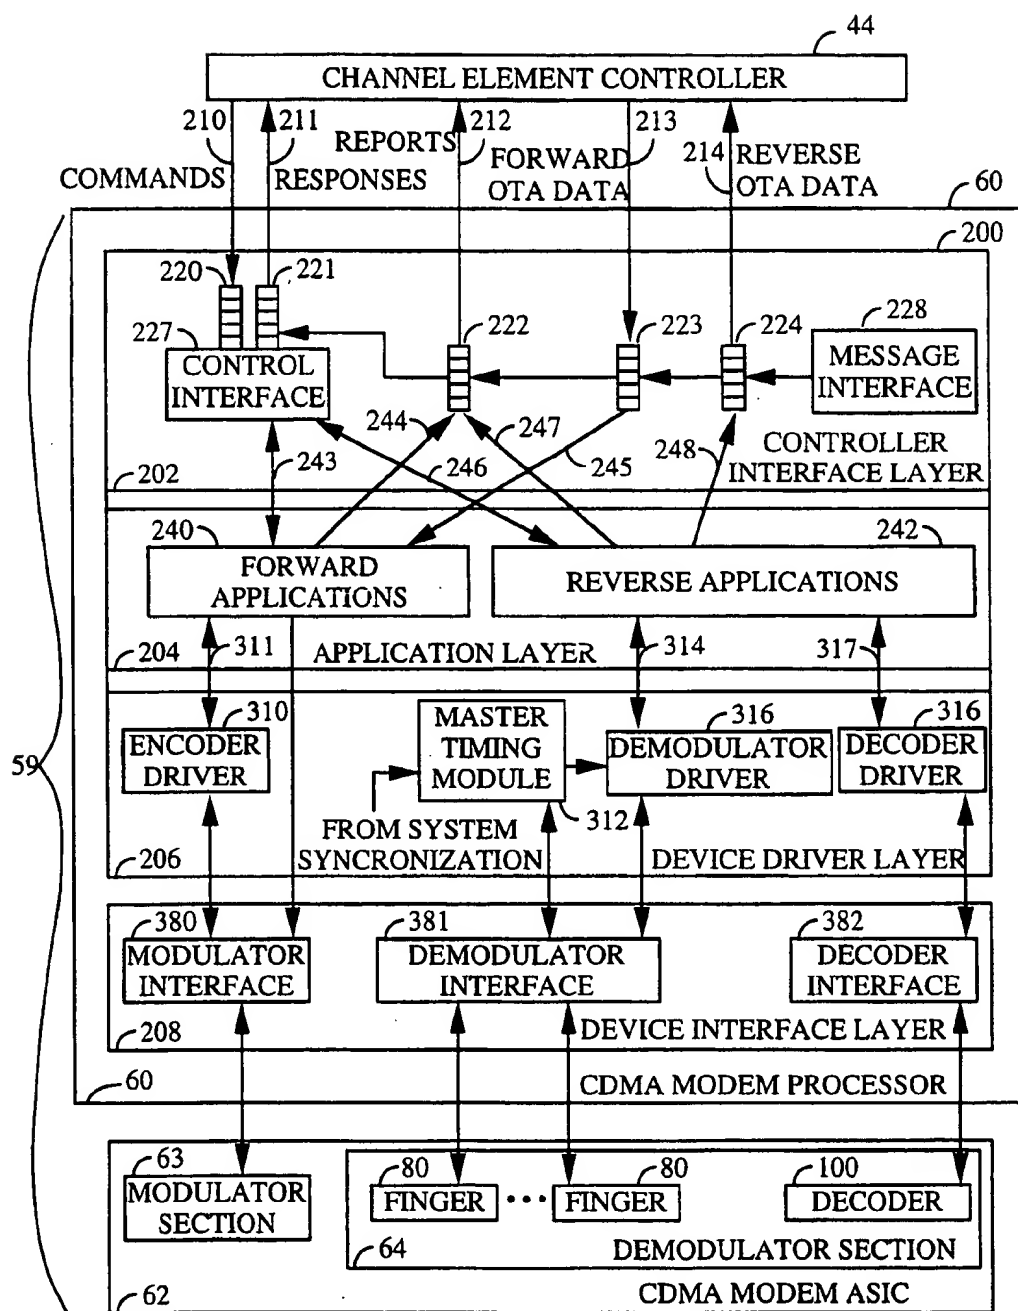 44
CHANNEL ELEMENT CONTROLLER
210
211
REPORTS
212
213
214
COMMANDS
RESPONSES
FORWARD
OTA DATA
REVERSE
OTA DATA
60
200
220
221
227
222
223
224
228
CONTROL
INTERFACE
MESSAGE
INTERFACE
244
247
243
246
245
248
CONTROLLER
INTERFACE LAYER
202
240
242
FORWARD
APPLICATIONS
REVERSE APPLICATIONS
204
311
APPLICATION LAYER
314
317
59
310
MASTER
TIMING
MODULE
316
316
ENCODER
DRIVER
DEMODULATOR
DRIVER
DECODER
DRIVER
312
FROM SYSTEM
SYNCRONIZATION
206
DEVICE DRIVER LAYER
380
381
382
MODULATOR
INTERFACE
DEMODULATOR
INTERFACE
DECODER
INTERFACE
208
DEVICE INTERFACE LAYER
60
CDMA MODEM PROCESSOR
63
80
80
100
MODULATOR
SECTION
FINGER
•••
FINGER
DECODER
64
DEMODULATOR SECTION
62
CDMA MODEM ASIC